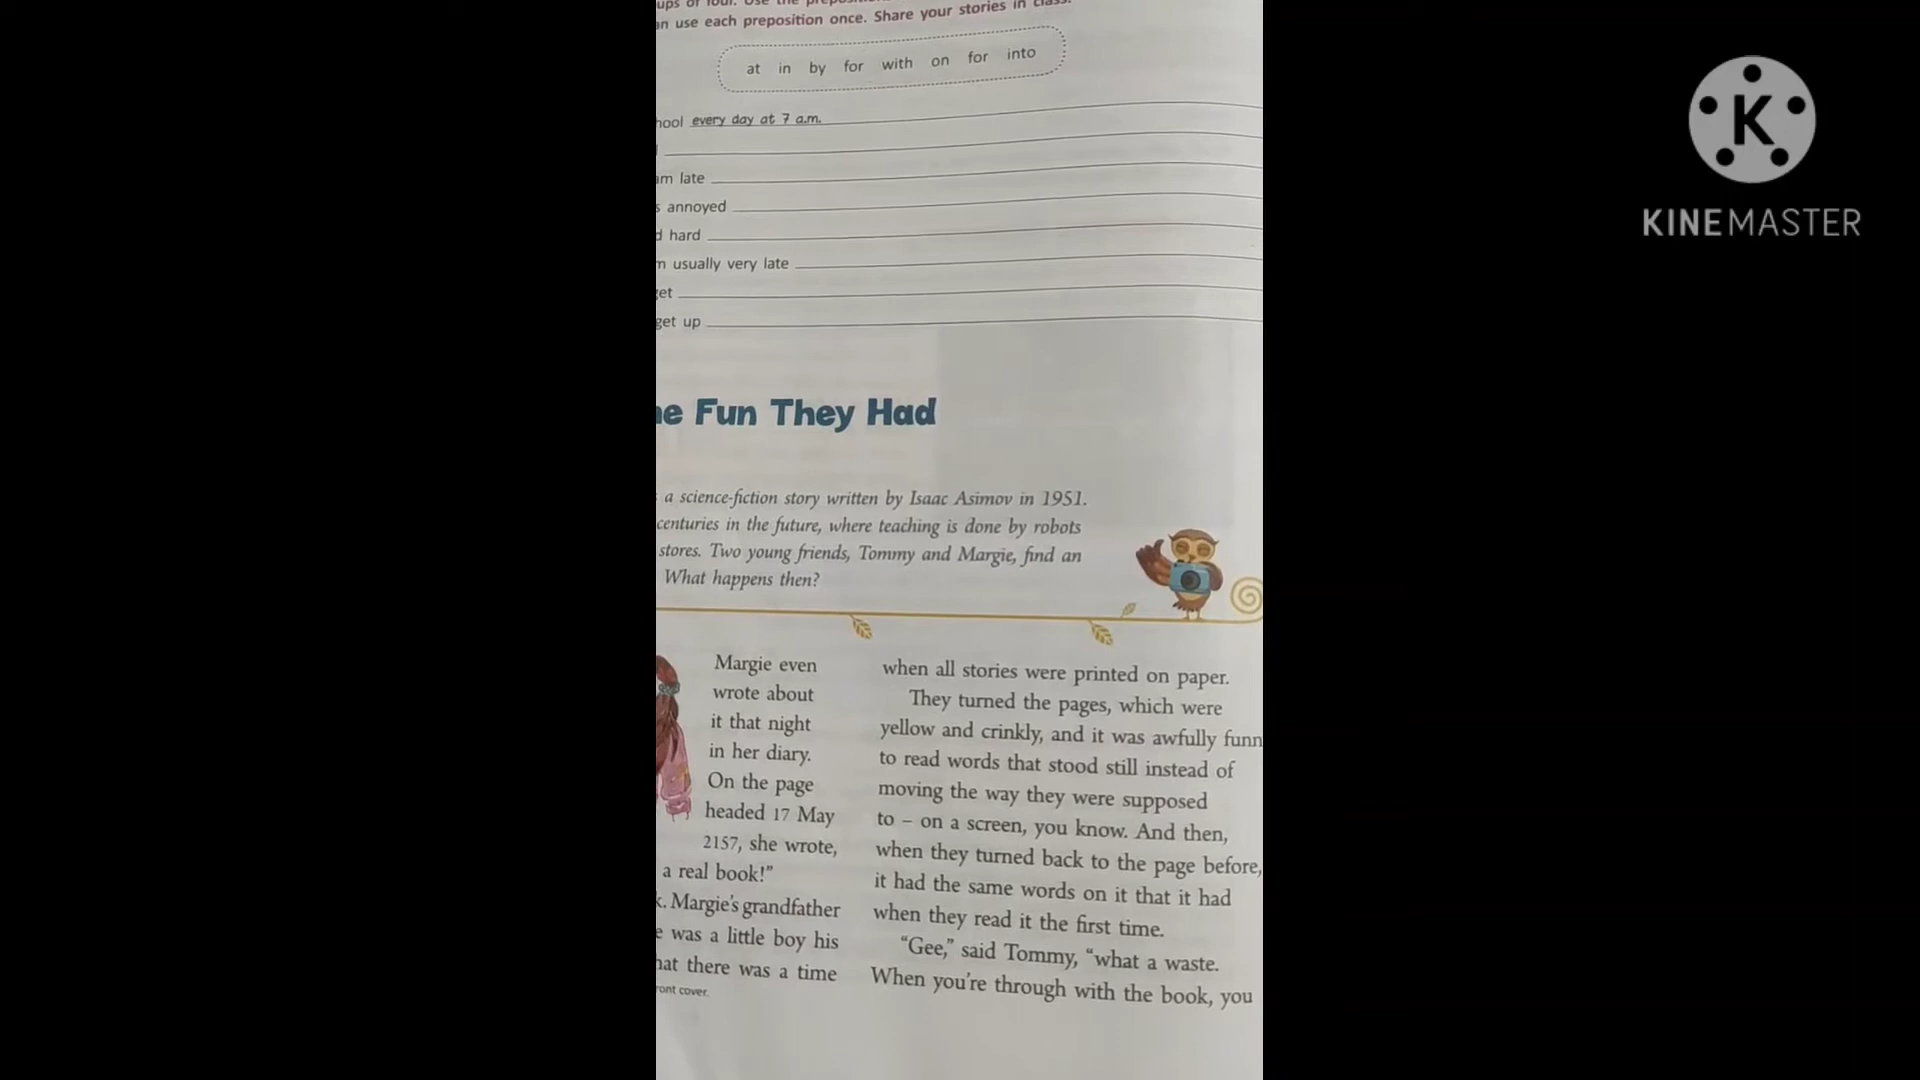 ups of four. Use the
an use each preposition once. Share your stories in class.
at in by for with on for into
hool every day at 7 a.m.
am late
s annoyed
d hard
m usually very late
get
get up
he Fun They Had
a science-fiction story written by Isaac Asimov in 1951.
centuries in the future, where teaching is done by robots
stores. Two young friends, Tommy and Margie, find an
What happens then?
Margie even
wrote about
it that night
in her diary.
On the page
headed 17 May
2157, she wrote,
a real book!”
k. Margie’s grandfather
e was a little boy his
hat there was a time
ront cover.
when all stories were printed on paper.
They turned the pages, which were
yellow and crinkly, and it was awfully funn
to read words that stood still instead of
moving the way they were supposed
to – on a screen, you know. And then,
when they turned back to the page before,
it had the same words on it that it had
when they read it the first time.
“Gee,” said Tommy, “what a waste.
When you’re through with the book, you
K
KINEMASTER